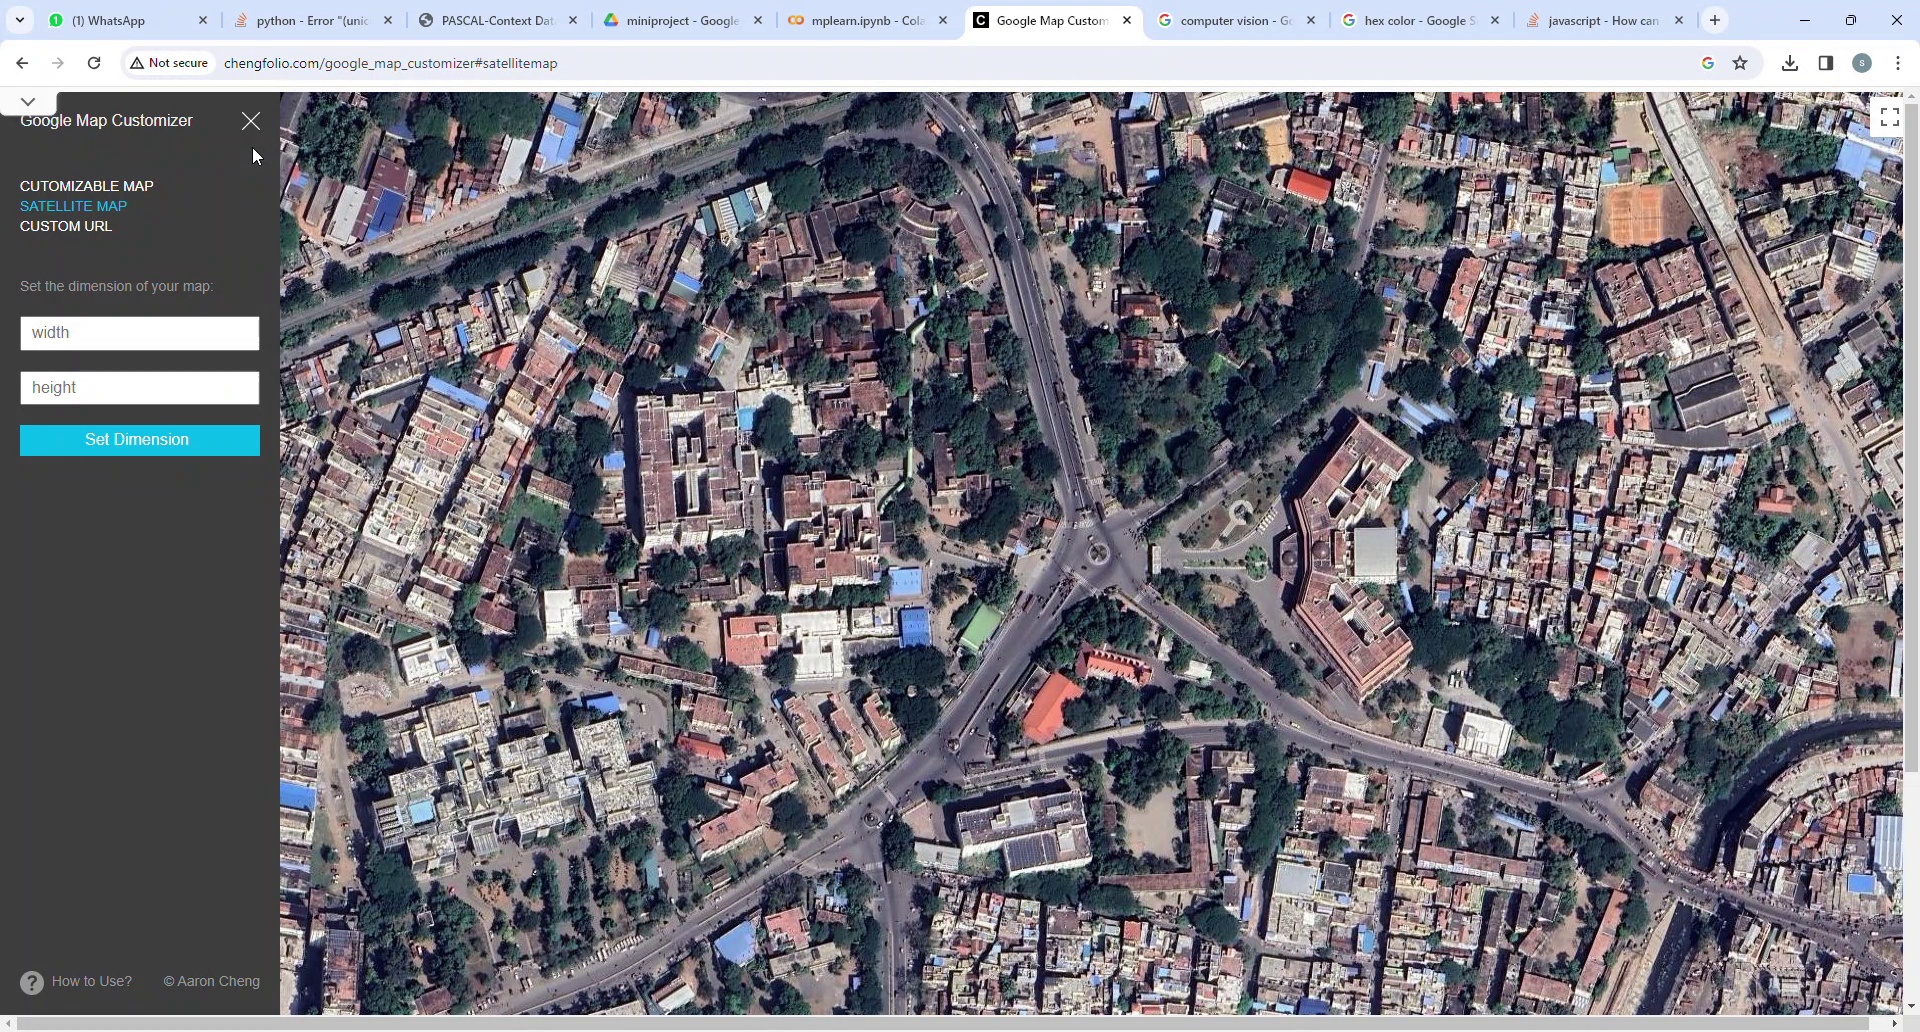 (1) WhatsApp
python - Error "(unic
PASCAL-Context Dat
miniproject - Google
mplearn.ipynb - Cola
Google Map Custom
computer vision - Go
hex color - Google S
javascript - How can
Not secure
chengfolio.com/google_map_customizer#satellitemap
S
Google Map Customizer
CUTOMIZABLE MAP
SATELLITE MAP
CUSTOM URL
Set the dimension of your map:
width
height
Set Dimension
? How to Use?
© Aaron Cheng